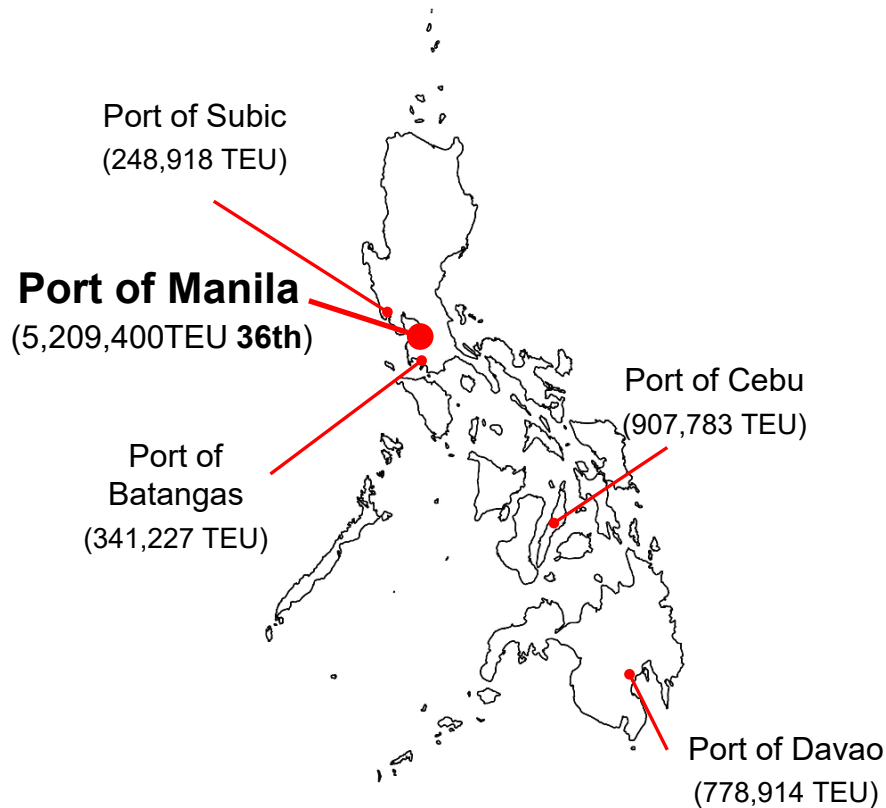 Port of Subic
(248,918 TEU)
Port of Manila
(5,209,400TEU 36th)
Port of Cebu
(907,783 TEU)
Port of
Batangas
(341,227 TEU)
Port of Davao
(778,914 TEU)